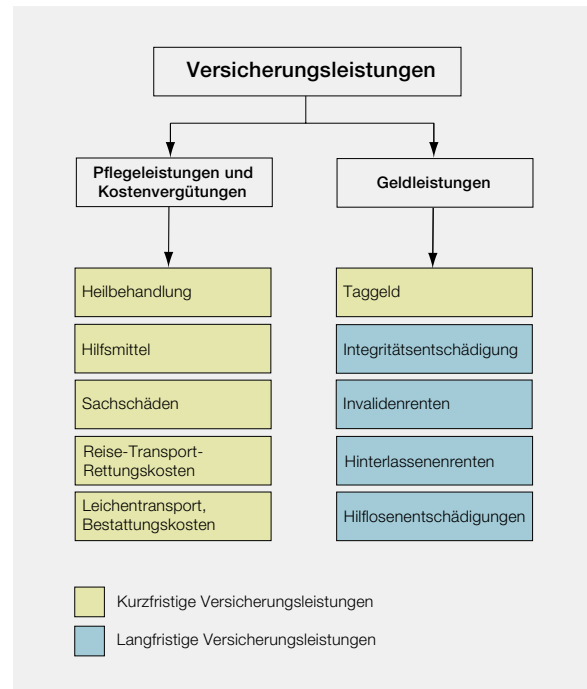 Versicherungsleistungen
Pflegeleistungen und
Kostenvergütungen
Geldleistungen
Heilbehandlung
Hilfsmittel
Sachschäden
Reise-Transport-
Rettungskosten
Leichentransport,
Bestattungskosten
Taggeld
Integritätsentschädigung
Invalidenrenten
Hinterlassenenrenten
Hilflosenentschädigungen
Kurzfristige Versicherungsleistungen
Langfristige Versicherungsleistungen